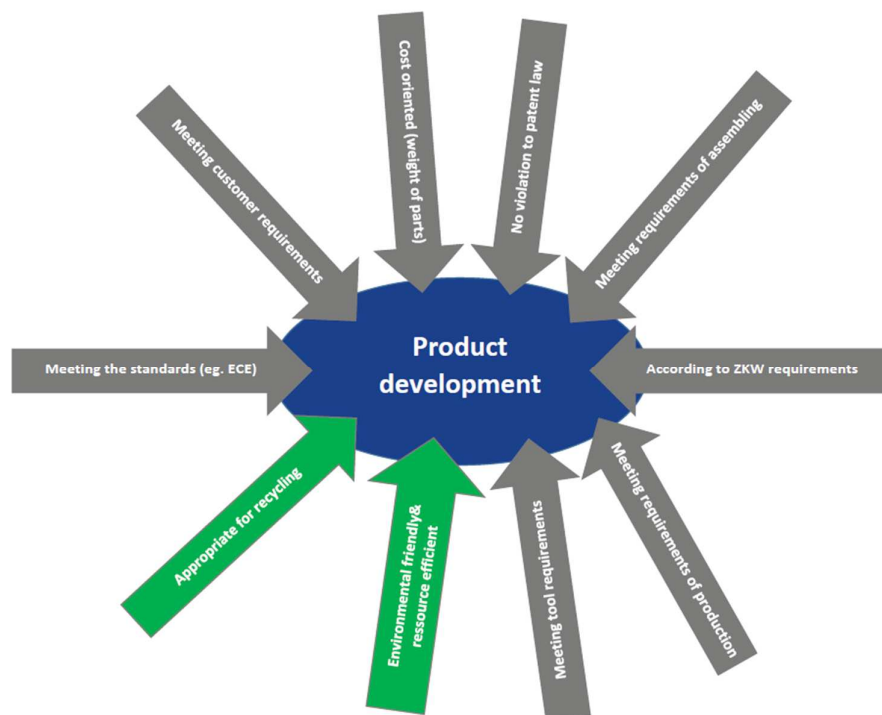 Cost oriented (weight of parts)
No violation to patent law
Meeting customer requirements
Meeting requirements of assembling
Product
development
Meeting the standards (eg. ECE)
According to ZKW requirements
Appropriate for recycling
Environmental friendly&
ressource efficient
Meeting tool requirements
Meeting requirements of production